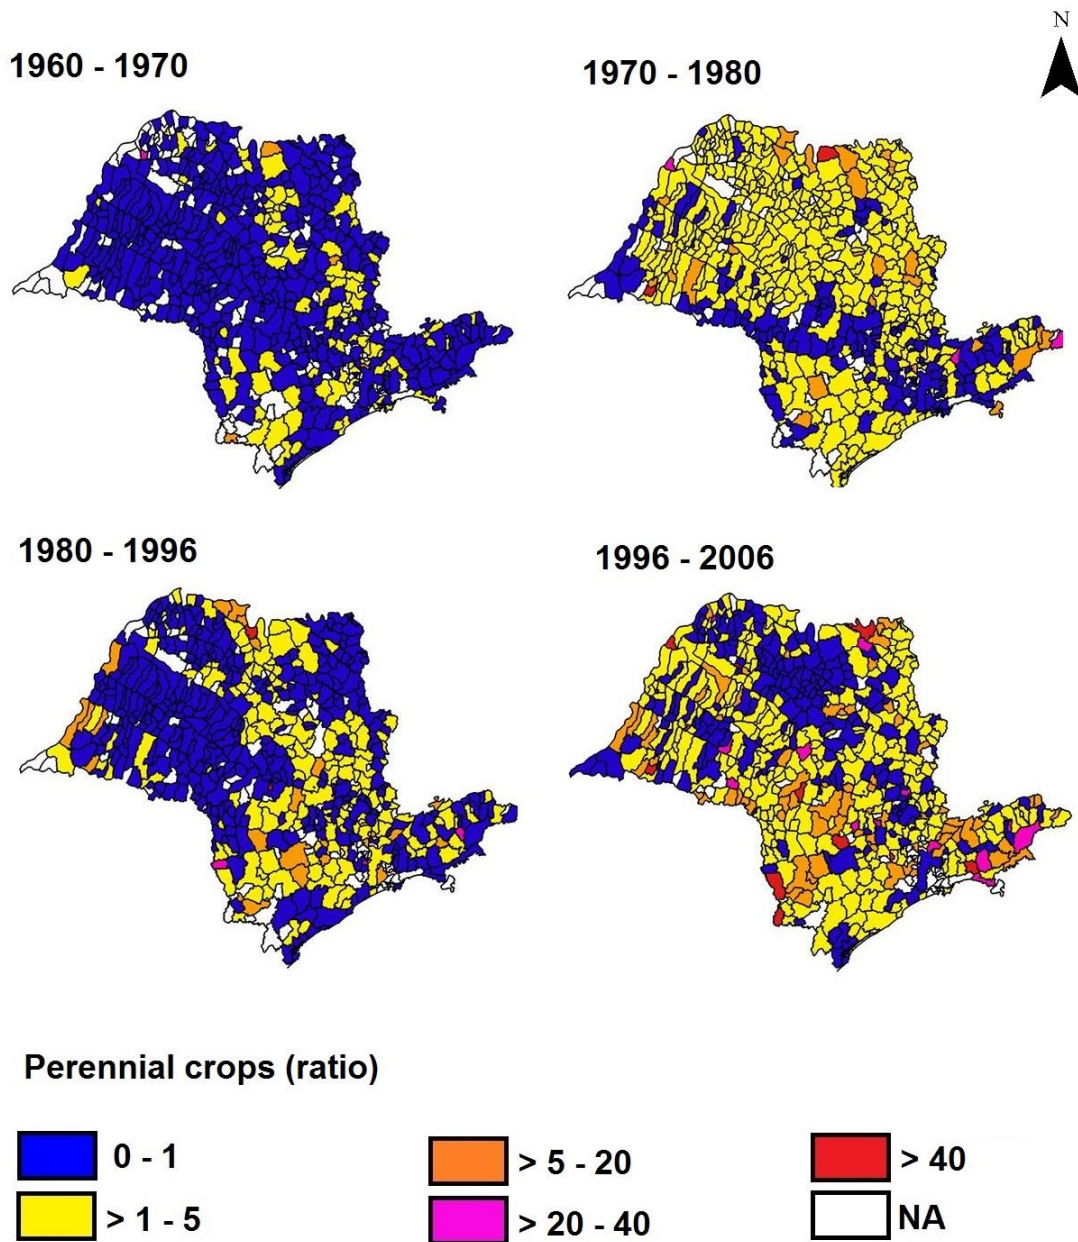 N
1960 - 1970
1970 - 1980
1980 - 1996
1996 - 2006
Perennial crops (ratio)
0 - 1
> 5 - 20
> 40
> 1 - 5
> 20 - 40
NA